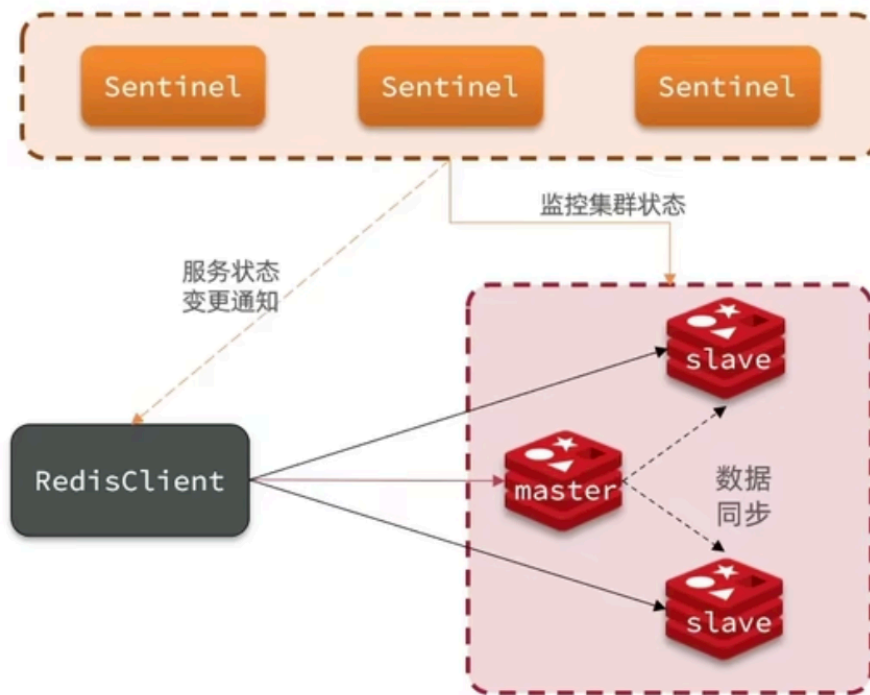 Sentinel
Sentinel
Sentinel
监控集群状态
服务状态
变更通知
slave
RedisClient
master
数据
同步
slave